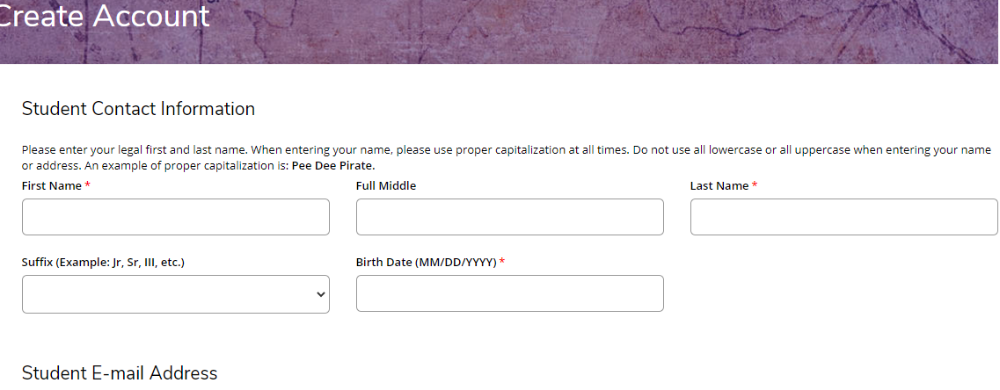 Create Account
Student Contact Information
Please enter your legal first and last name. When entering your name, please use proper capitalization at all times. Do not use all lowercase or all uppercase when entering your name
or address. An example of proper capitalization is: Pee Dee Pirate.
First Name * Full Middle Last Name *
Suffix (Example: Jr, Sr, III, etc.) Birth Date (MM/DD/YYYY) *
Student E-mail Address